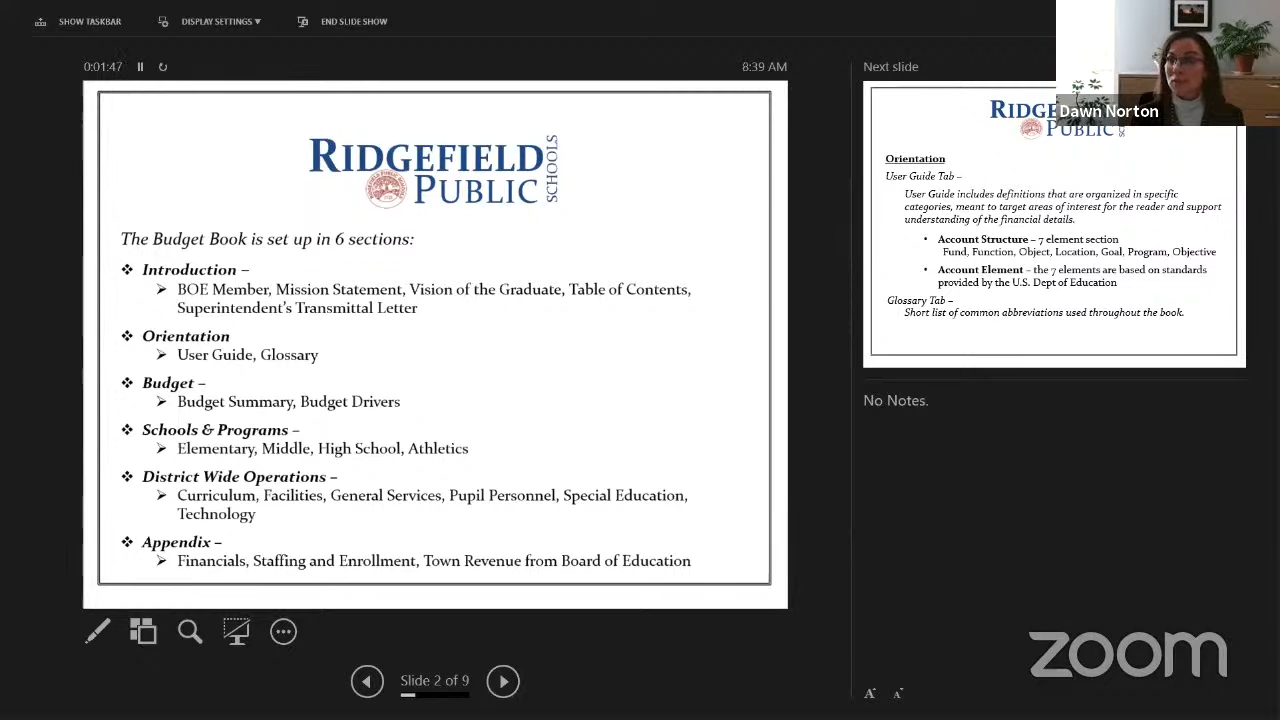 SHOW TASKBAR
DISPLAY SETTINGS ▼
END SLIDE SHOW
0:01:47
8:39 AM
RIDGEFIELD
PUBLIC
SCHOOLS
The Budget Book is set up in 6 sections:
❖ Introduction –
➢ BOE Member, Mission Statement, Vision of the Graduate, Table of Contents,
Superintendent's Transmittal Letter
❖ Orientation
➢ User Guide, Glossary
❖ Budget –
➢ Budget Summary, Budget Drivers
❖ Schools & Programs –
➢ Elementary, Middle, High School, Athletics
❖ District Wide Operations –
➢ Curriculum, Facilities, General Services, Pupil Personnel, Special Education,
Technology
❖ Appendix –
➢ Financials, Staffing and Enrollment, Town Revenue from Board of Education
Slide 2 of 9
Next slide
Dawn Norton
RIDGEF
PUBLIC
Orientation
User Guide Tab –
User Guide includes definitions that are organized in specific
categories, meant to target areas of interest for the reader and support
understanding of the financial details.
• Account Structure – 7 element section
Fund, Function, Object, Location, Goal, Program, Objective
• Account Element – the 7 elements are based on standards
provided by the U.S. Dept of Education
Glossary Tab –
Short list of common abbreviations used throughout the book.
No Notes.
zoom
A A